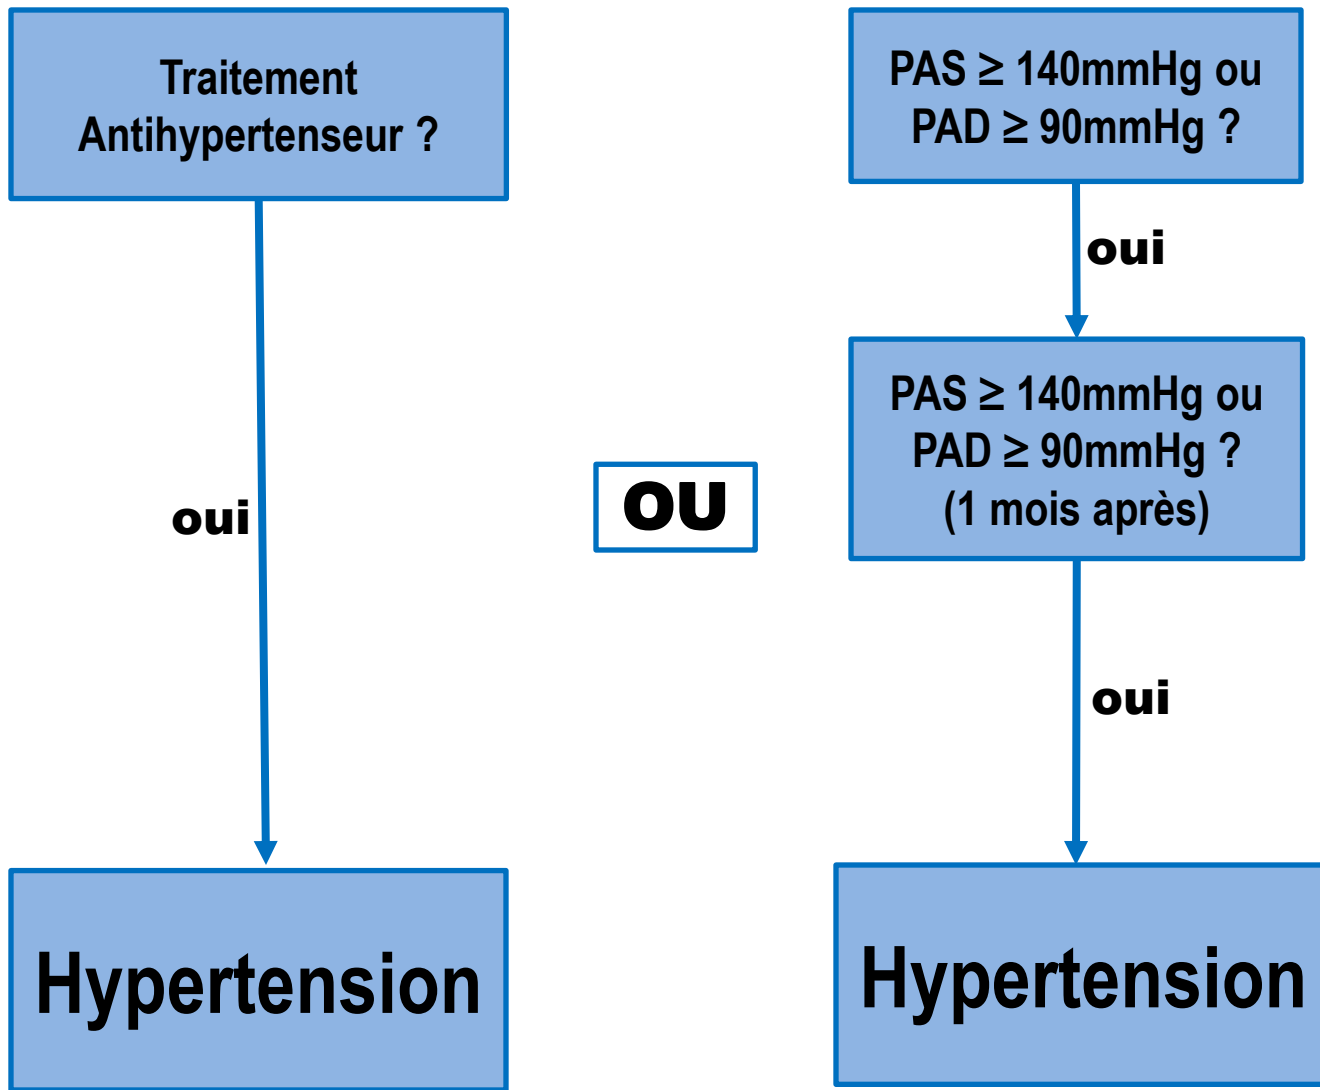 Traitement
Antihypertenseur ?
oui
Hypertension
OU
PAS ≥ 140mmHg ou
PAD ≥ 90mmHg ?
oui
PAS ≥ 140mmHg ou
PAD ≥ 90mmHg ?
(1 mois après)
oui
Hypertension